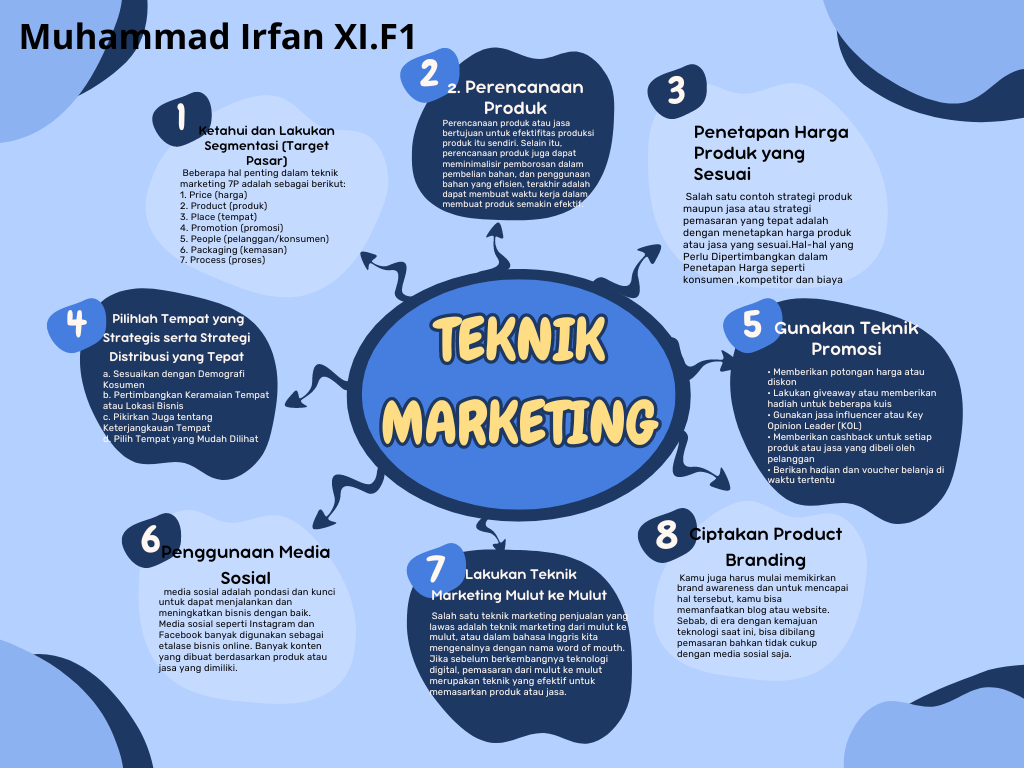 Muhammad Irfan XI.F1
1
Ketahui dan Lakukan
Segmentasi (Target
Pasar)
Beberapa hal penting dalam teknik
marketing 7P adalah sebagai berikut:
1. Price (harga)
2. Product (produk)
3. Place (tempat)
4. Promotion (promosi)
5. People (pelanggan/konsumen)
6. Packaging (kemasan)
7. Process (proses)
2
2. Perencanaan
Produk
Perencanaan produk atau jasa
bertujuan untuk efektifitas produksi
produk itu sendiri. Selain itu,
perencanaan produk juga dapat
meminimalisir pemborosan dalam
pembelian bahan, dan penggunaan
bahan yang efisien, terakhir adalah
dapat membuat waktu kerja dalam
membuat produk semakin efektif.
3
Penetapan Harga
Produk yang
Sesuai
Salah satu contoh strategi produk
maupun jasa atau strategi
pemasaran yang tepat adalah
dengan menetapkan harga produk
atau jasa yang sesuai.Hal-hal yang
Perlu Dipertimbangkan dalam
Penetapan Harga seperti
konsumen ,kompetitor dan biaya
TEKNIK
MARKETING
4
Pilihlah Tempat yang
Strategis serta Strategi
Distribusi yang Tepat
a. Sesuaikan dengan Demografi
Kosumen
b. Pertimbangkan Keramaian Tempat
atau Lokasi Bisnis
c. Pikirkan Juga tentang
Keterjangkauan Tempat
d. Pilih Tempat yang Mudah Dilihat
5
Gunakan Teknik
Promosi
• Memberikan potongan harga atau
diskon
• Lakukan giveaway atau memberikan
hadiah untuk beberapa kuis
• Gunakan jasa influencer atau Key
Opinion Leader (KOL)
• Memberikan cashback untuk setiap
produk atau jasa yang dibeli oleh
pelanggan
• Berikan hadian dan voucher belanja di
waktu tertentu
6
Penggunaan Media
Sosial
media sosial adalah pondasi dan kunci
untuk dapat menjalankan dan
meningkatkan bisnis dengan baik.
Media sosial seperti Instagram dan
Facebook banyak digunakan sebagai
etalase bisnis online. Banyak konten
yang dibuat berdasarkan produk atau
jasa yang dimiliki.
7
Lakukan Teknik
Marketing Mulut ke Mulut
Salah satu teknik marketing penjualan yang
lawas adalah teknik marketing dari mulut ke
mulut, atau dalam bahasa Inggris kita
mengenalnya dengan nama word of mouth.
Jika sebelum berkembangnya teknologi
digital, pemasaran dari mulut ke mulut
merupakan teknik yang efektif untuk
memasarkan produk atau jasa.
8
Ciptakan Product
Branding
Kamu juga harus mulai memikirkan
brand awareness dan untuk mencapai
hal tersebut, kamu bisa
memanfaatkan blog atau website.
Sebab, di era dengan kemajuan
teknologi saat ini, bisa dibilang
pemasaran bahkan tidak cukup
dengan media sosial saja.